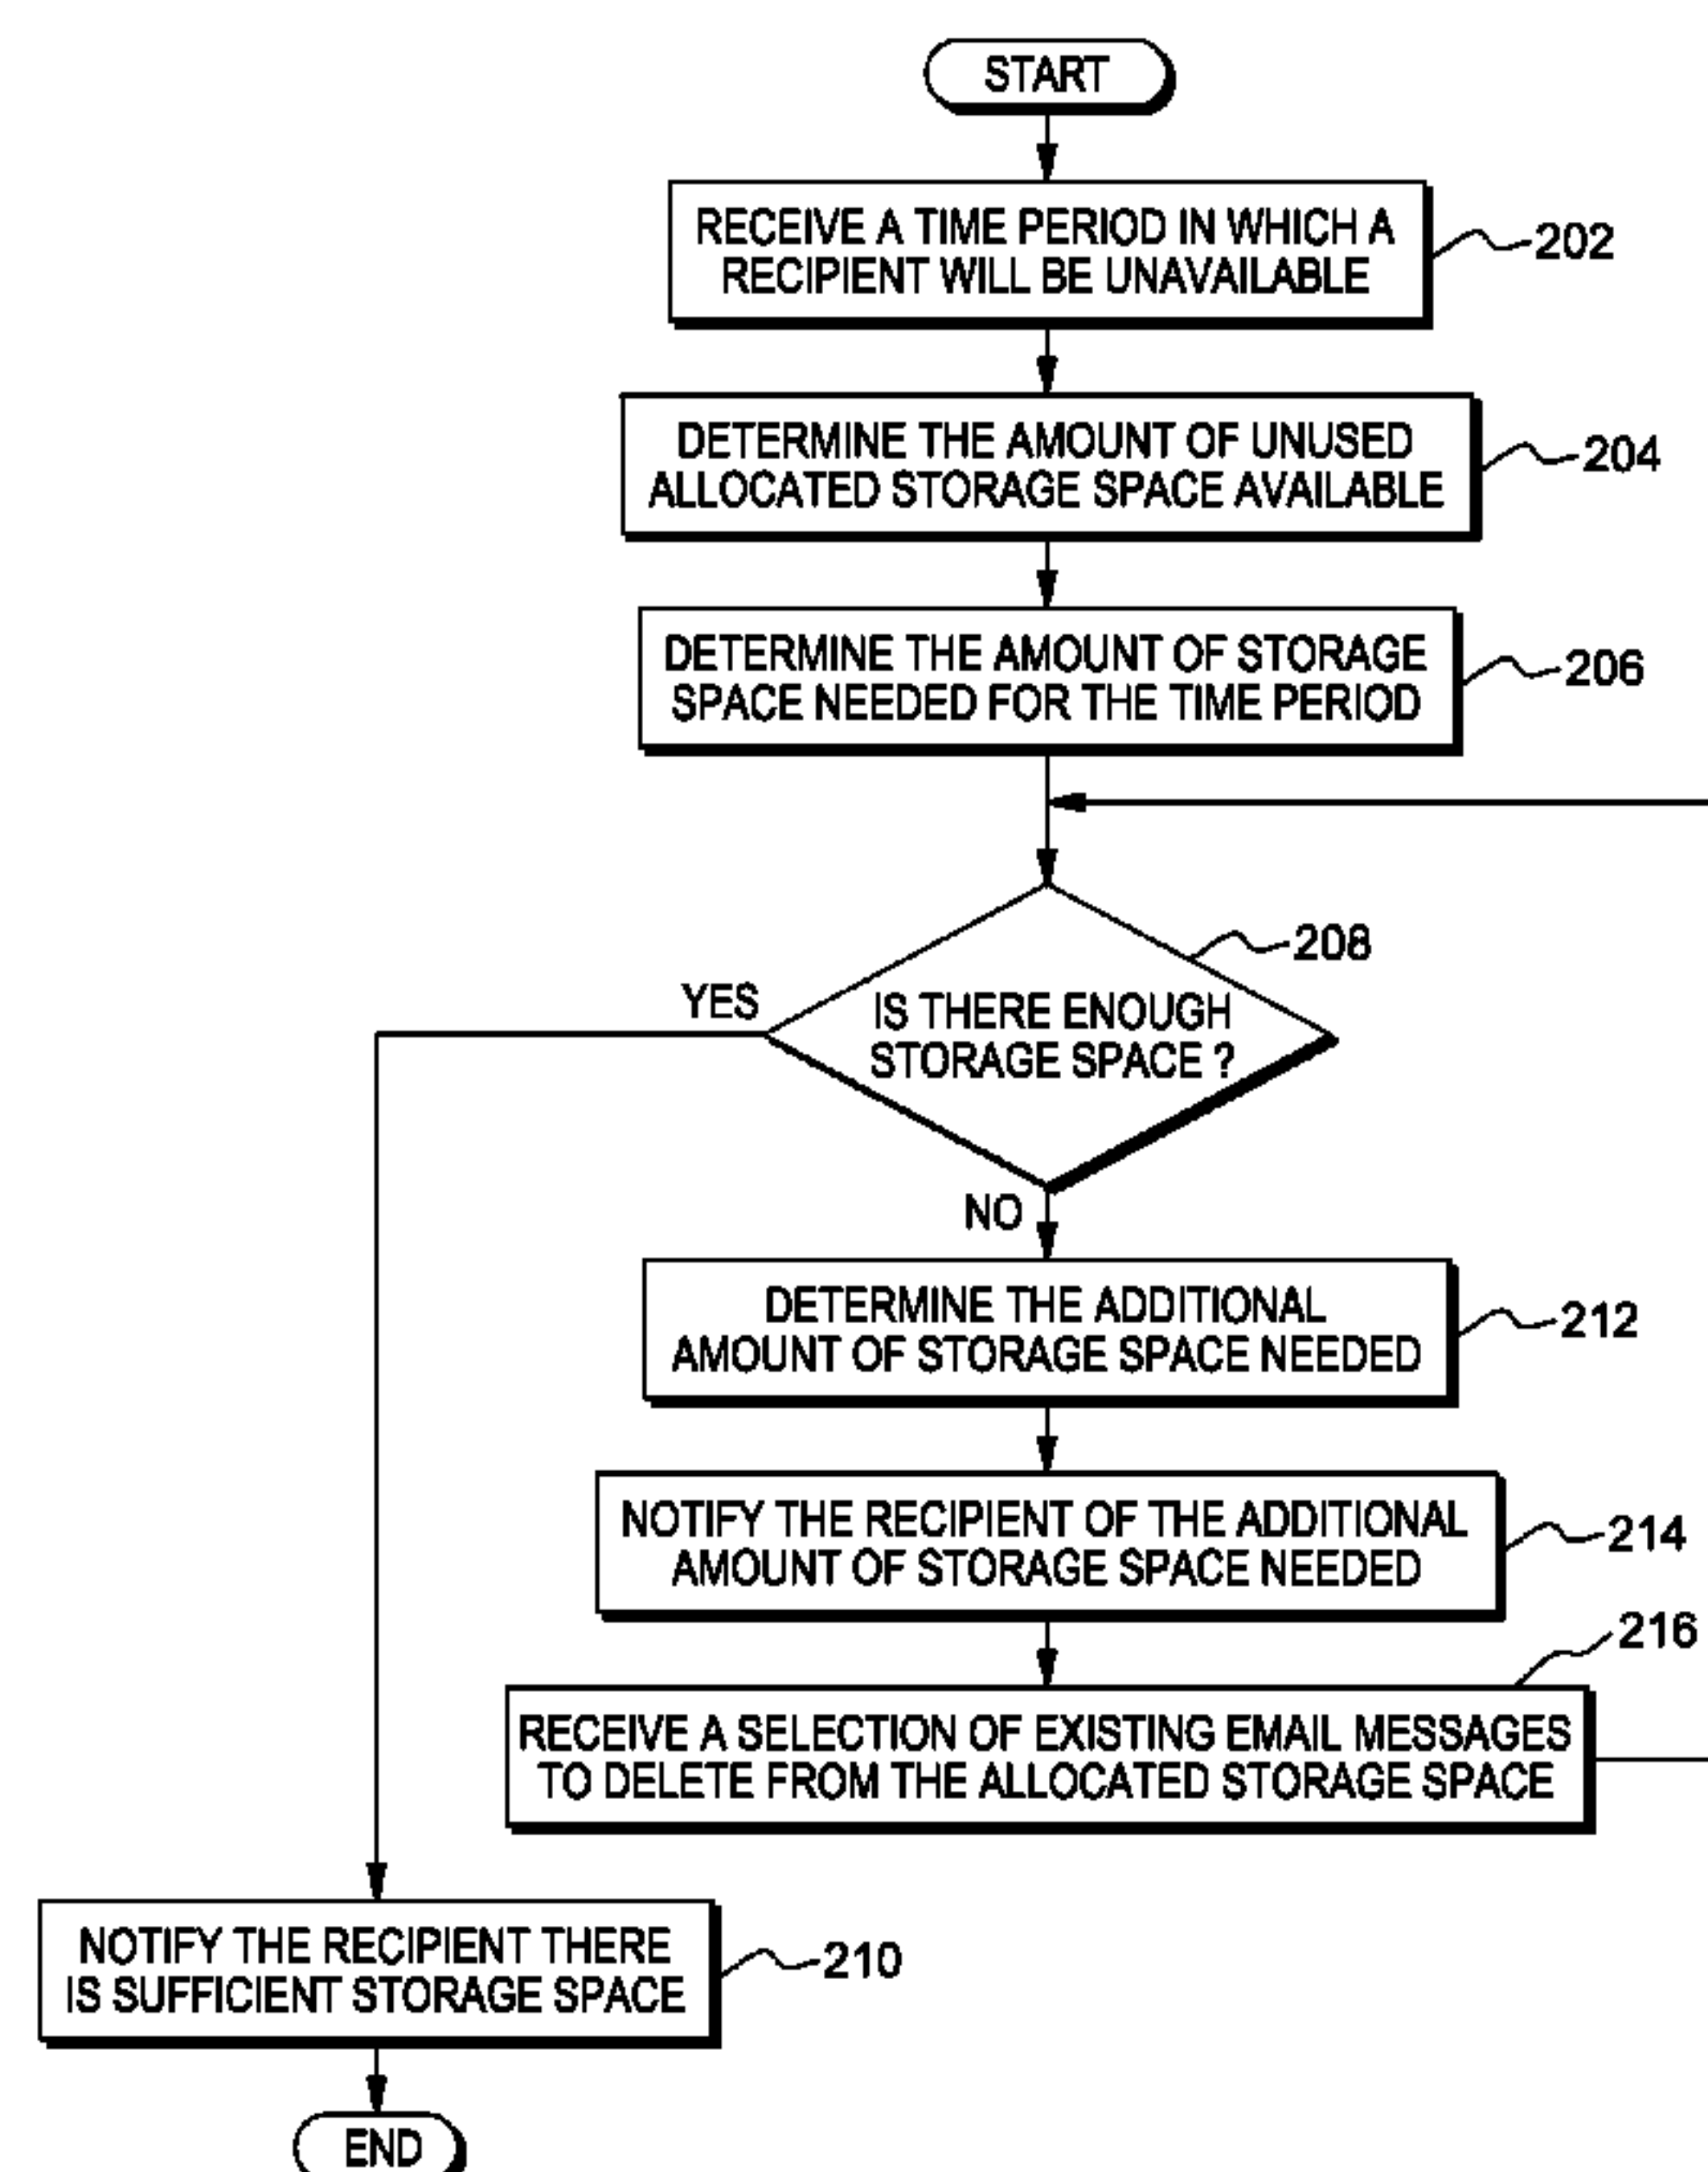 START
RECEIVE A TIME PERIOD IN WHICH A
RECIPIENT WILL BE UNAVAILABLE
202
DETERMINE THE AMOUNT OF UNUSED
ALLOCATED STORAGE SPACE AVAILABLE
204
DETERMINE THE AMOUNT OF STORAGE
SPACE NEEDED FOR THE TIME PERIOD
206
208
YES
IS THERE ENOUGH
STORAGE SPACE ?
NO
DETERMINE THE ADDITIONAL
AMOUNT OF STORAGE SPACE NEEDED
212
NOTIFY THE RECIPIENT OF THE ADDITIONAL
AMOUNT OF STORAGE SPACE NEEDED
214
216
RECEIVE A SELECTION OF EXISTING EMAIL MESSAGES
TO DELETE FROM THE ALLOCATED STORAGE SPACE
NOTIFY THE RECIPIENT THERE
IS SUFFICIENT STORAGE SPACE
210
END